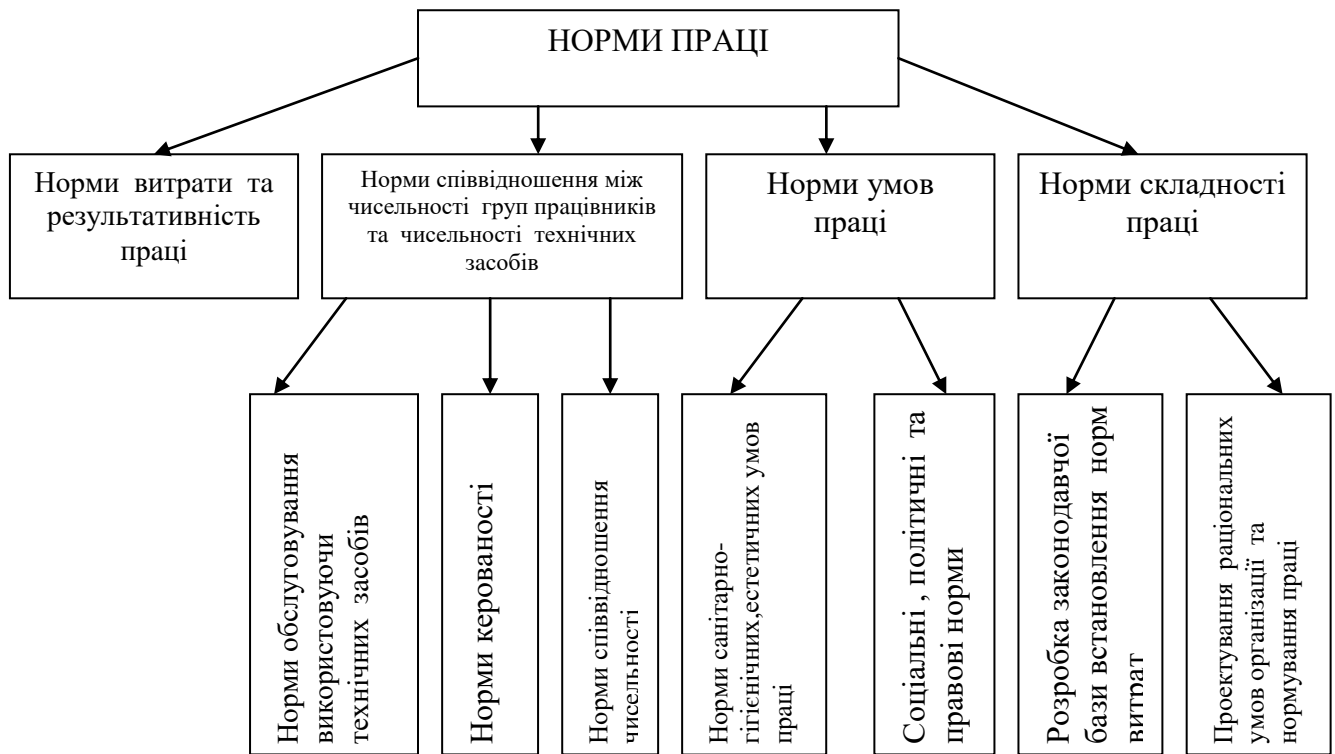 НОРМИ ПРАЦІ
Норми витрати та
результативність
праці
Норми співвідношення між
чисельності груп працівників
та чисельності технічних
засобів
Норми умов
праці
Норми складності
праці
Норми обслуговування
використовуючи
технічних засобів
Норми керованості
Норми співвідношення
чисельності
Норми санітарно-
гігієнічних,естетичних умов
праці
Соціальні , політичні та
правові норми
Розробка законодавчої
бази встановлення норм
витрат
Проектування раціональних
умов організації та
нормування праці